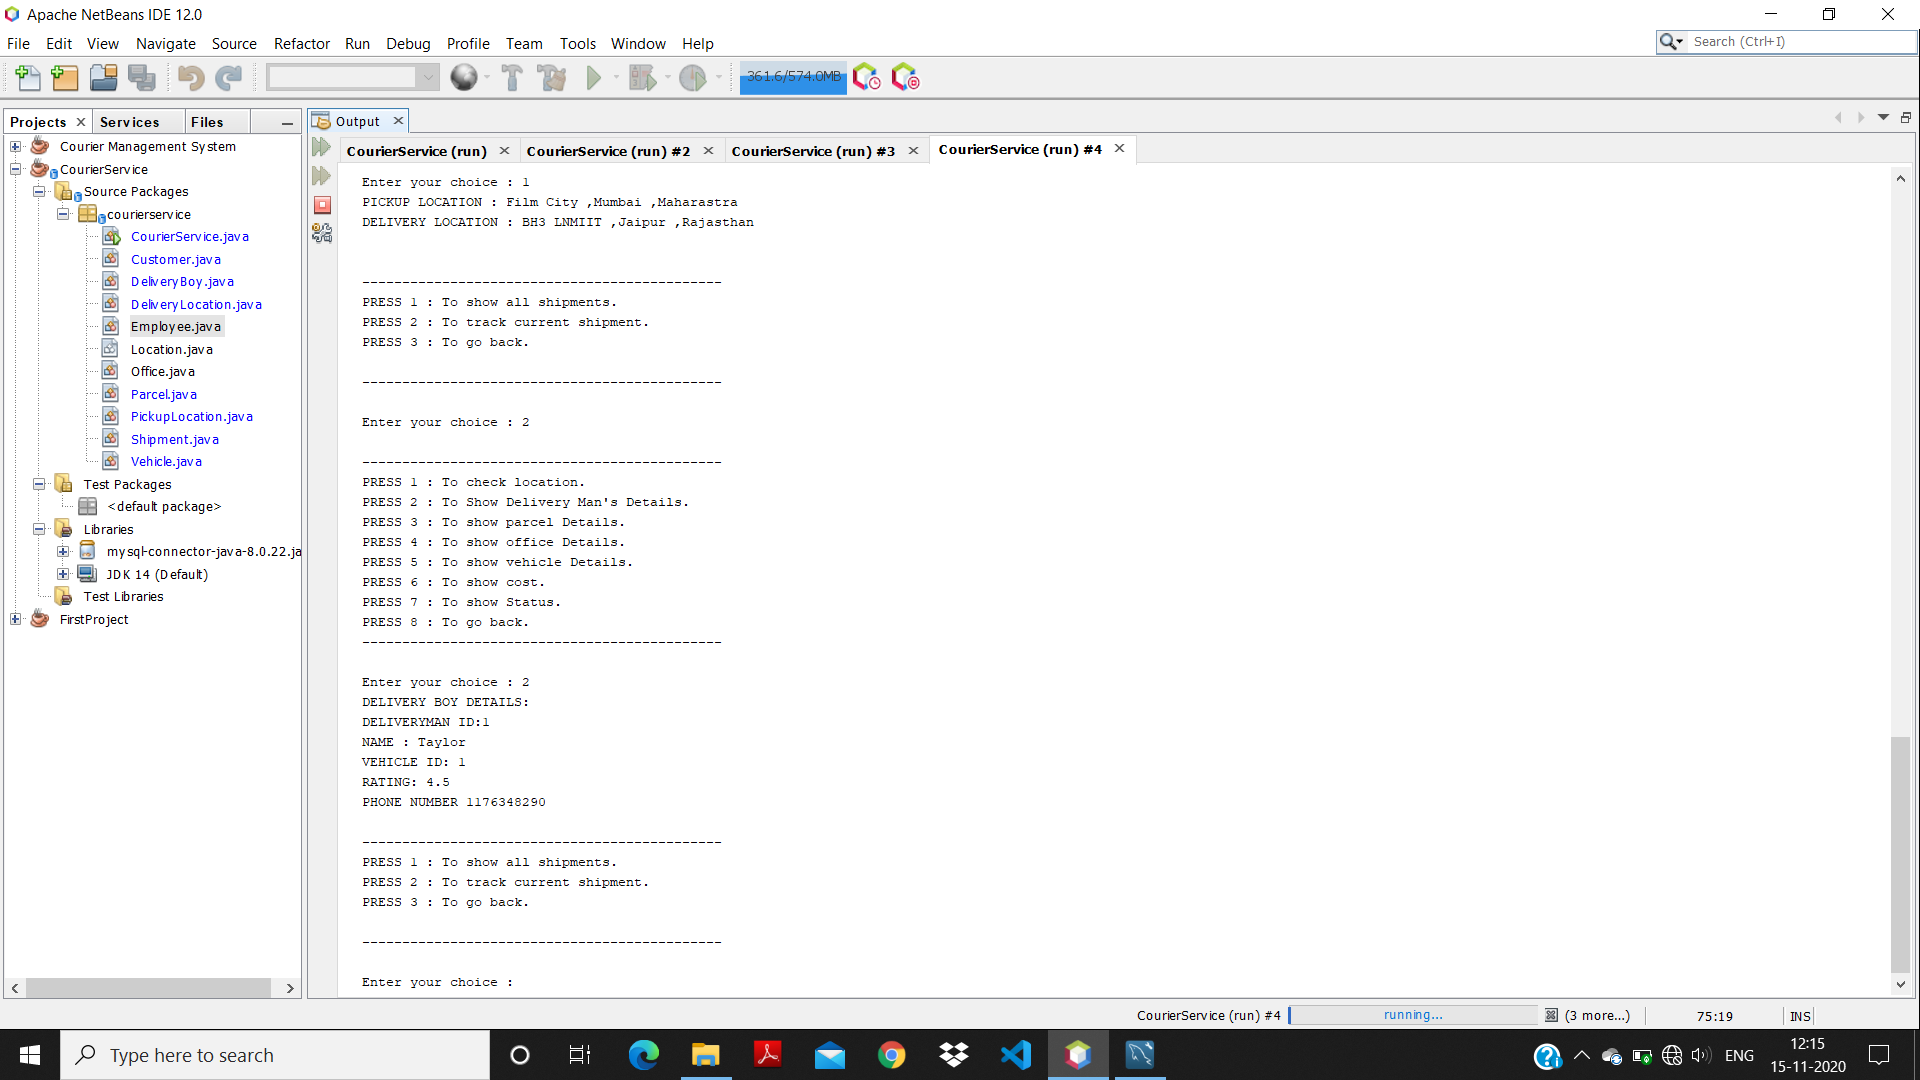 Apache NetBeans IDE 12.0
File Edit View Navigate Source Refactor Run Debug Profile Team Tools Window Help
Search (Ctrl+I)
361.6/574.0MB
Projects Services Files
Courier Management System
CourierService
Source Packages
courierservice
CourierService.java
Customer.java
DeliveryBoy.java
DeliveryLocation.java
Employee.java
Location.java
Office.java
Parcel.java
PickupLocation.java
Shipment.java
Vehicle.java
Test Packages
<default package>
Libraries
mysql-connector-java-8.0.22.ja
JDK 14 (Default)
Test Libraries
FirstProject
Output
CourierService (run) CourierService (run) #2 CourierService (run) #3 CourierService (run) #4
Enter your choice : 1
PICKUP LOCATION : Film City ,Mumbai ,Maharastra
DELIVERY LOCATION : BH3 LNMIIT ,Jaipur ,Rajasthan
---------------------------------------------
PRESS 1 : To show all shipments.
PRESS 2 : To track current shipment.
PRESS 3 : To go back.
---------------------------------------------
Enter your choice : 2
---------------------------------------------
PRESS 1 : To check location.
PRESS 2 : To Show Delivery Man's Details.
PRESS 3 : To show parcel Details.
PRESS 4 : To show office Details.
PRESS 5 : To show vehicle Details.
PRESS 6 : To show cost.
PRESS 7 : To show Status.
PRESS 8 : To go back.
---------------------------------------------
Enter your choice : 2
DELIVERY BOY DETAILS:
DELIVERYMAN ID:1
NAME : Taylor
VEHICLE ID: 1
RATING: 4.5
PHONE NUMBER 1176348290
---------------------------------------------
PRESS 1 : To show all shipments.
PRESS 2 : To track current shipment.
PRESS 3 : To go back.
---------------------------------------------
Enter your choice :
CourierService (run) #4 running... (3 more...) 75:19 INS
Type here to search
ENG
12:15
15-11-2020